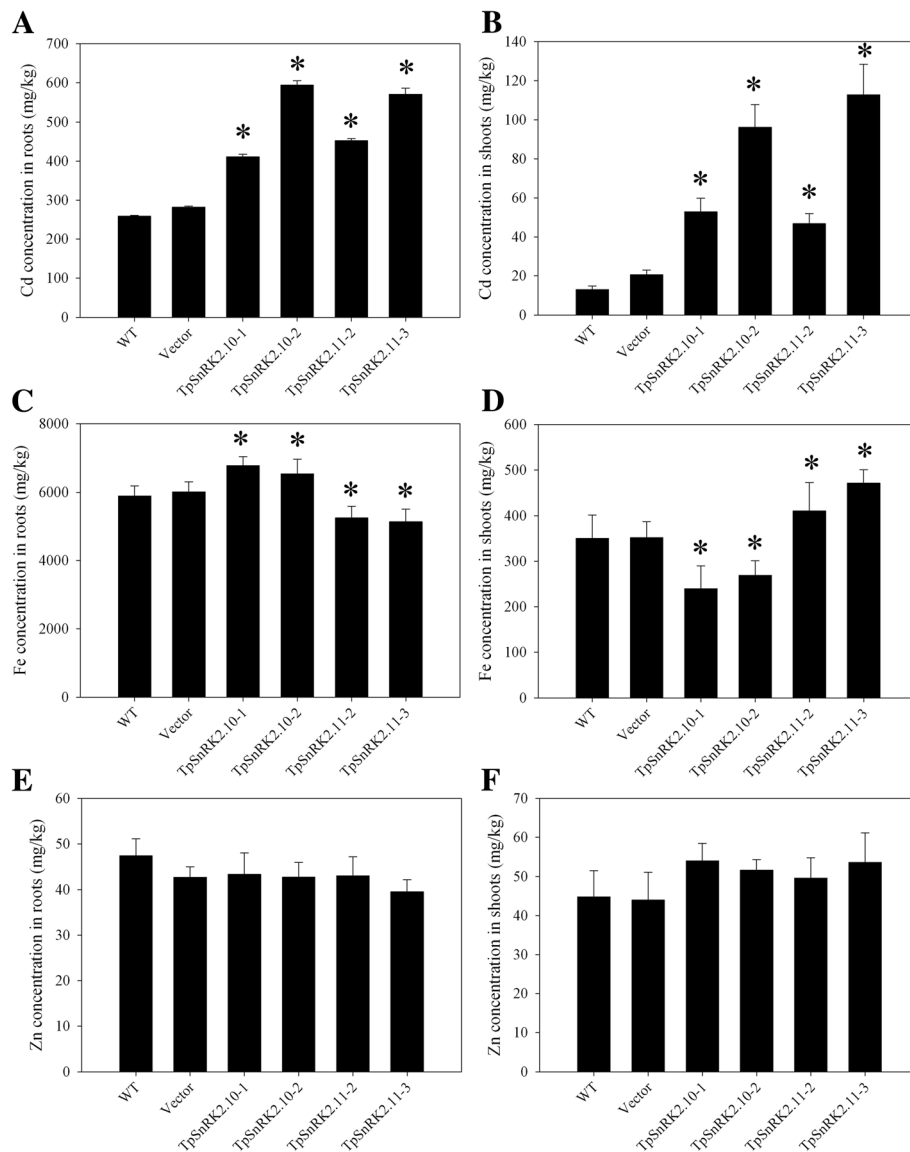 A
Cd concentration in roots (mg/kg)
700
600
500
400
300
200
100
0
*
*
*
*
WT
Vector
TpSnRK2.10-1
TpSnRK2.10-2
TpSnRK2.11-2
TpSnRK2.11-3
B
Cd concentration in shoots (mg/kg)
140
120
100
80
60
40
20
0
*
*
*
*
WT
Vector
TpSnRK2.10-1
TpSnRK2.10-2
TpSnRK2.11-2
TpSnRK2.11-3
C
Fe concentration in roots (mg/kg)
8000
6000
4000
2000
0
*
*
*
*
WT
Vector
TpSnRK2.10-1
TpSnRK2.10-2
TpSnRK2.11-2
TpSnRK2.11-3
D
Fe concentration in shoots (mg/kg)
600
500
400
300
200
100
0
*
*
*
*
WT
Vector
TpSnRK2.10-1
TpSnRK2.10-2
TpSnRK2.11-2
TpSnRK2.11-3
E
Zn concentration in roots (mg/kg)
60
50
40
30
20
10
0
WT
Vector
TpSnRK2.10-1
TpSnRK2.10-2
TpSnRK2.11-2
TpSnRK2.11-3
F
Zn concentration in shoots (mg/kg)
70
60
50
40
30
20
10
0
WT
Vector
TpSnRK2.10-1
TpSnRK2.10-2
TpSnRK2.11-2
TpSnRK2.11-3